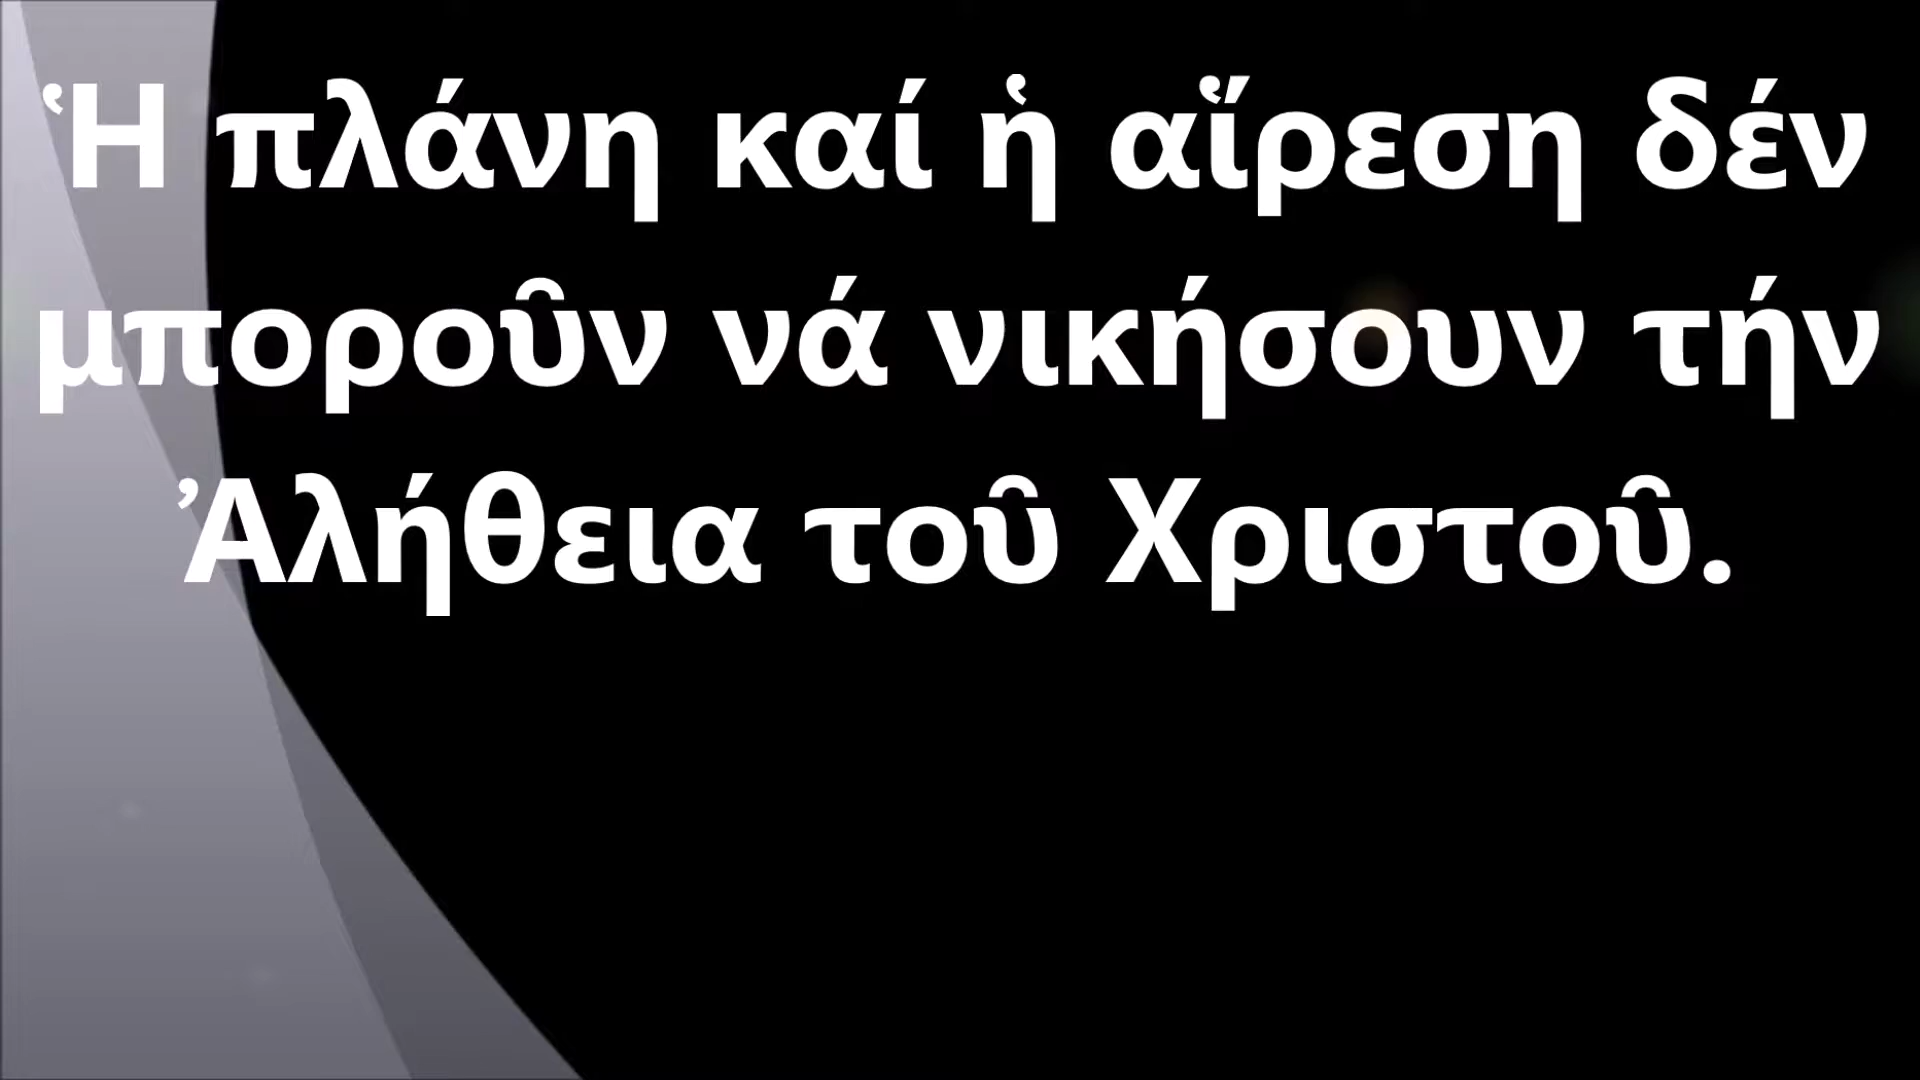 Ἡ πλάνη καί ἡ αἵρεση δέν
μποροῦν νά νικήσουν τήν
Ἀλήθεια τοῦ Χριστοῦ.